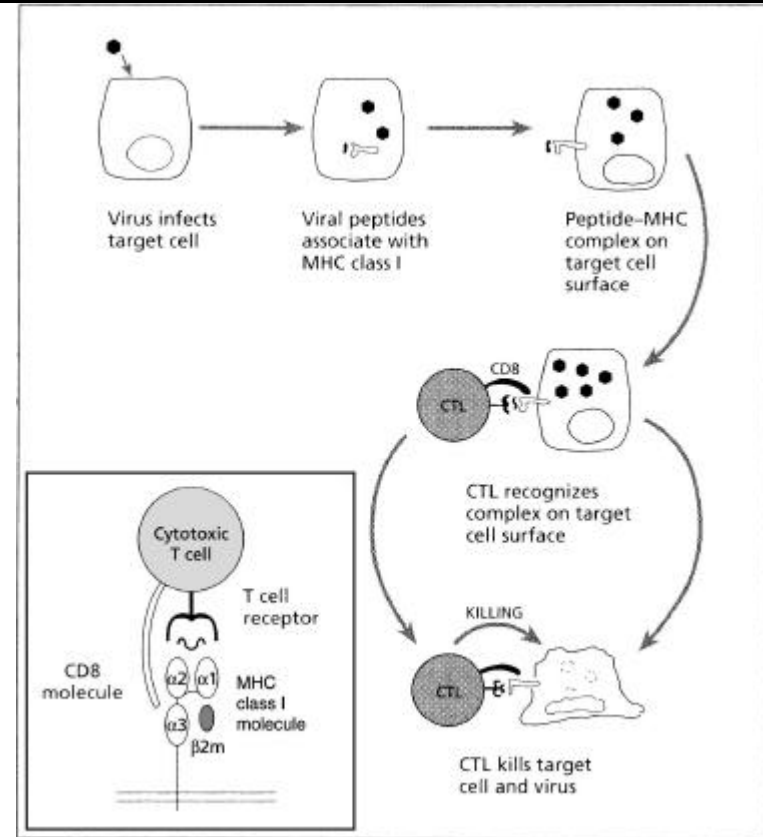 Virus infects
target cell
Viral peptides
associate with
MHC class I
Peptide–MHC
complex on
target cell
surface
CD8
CTL
CTL recognizes
complex on target
cell surface
KILLING
CTL
CTL kills target
cell and virus
Cytotoxic
T cell
T cell
receptor
CD8
molecule
α2 α1
MHC
class I
molecule
α3
β2m